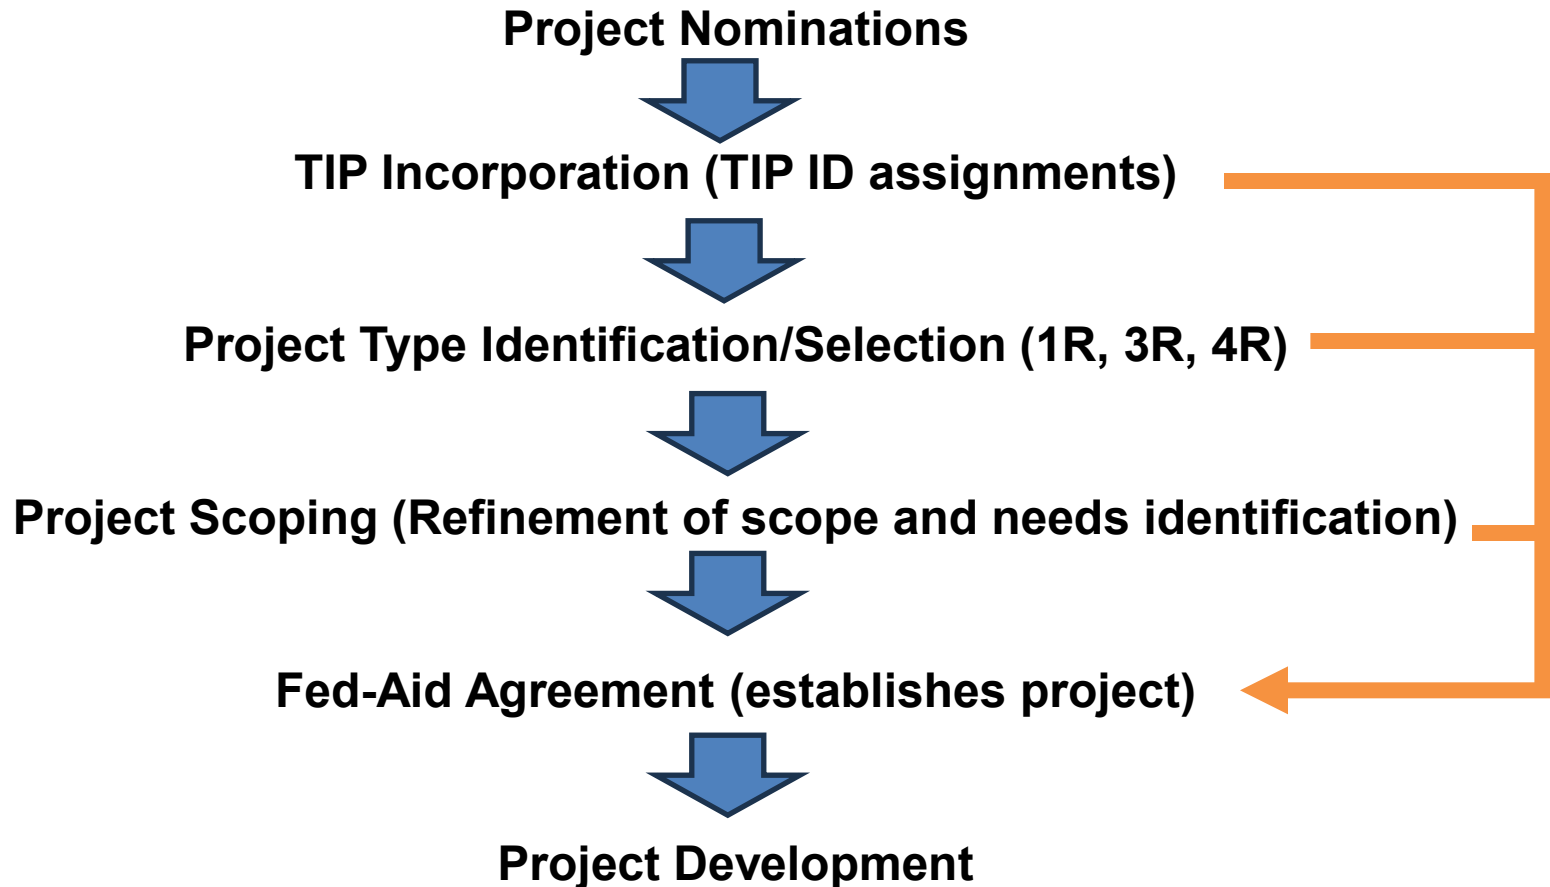 Project Nominations
TIP Incorporation (TIP ID assignments)
Project Type Identification/Selection (1R, 3R, 4R)
Project Scoping (Refinement of scope and needs identification)
Fed-Aid Agreement (establishes project)
Project Development